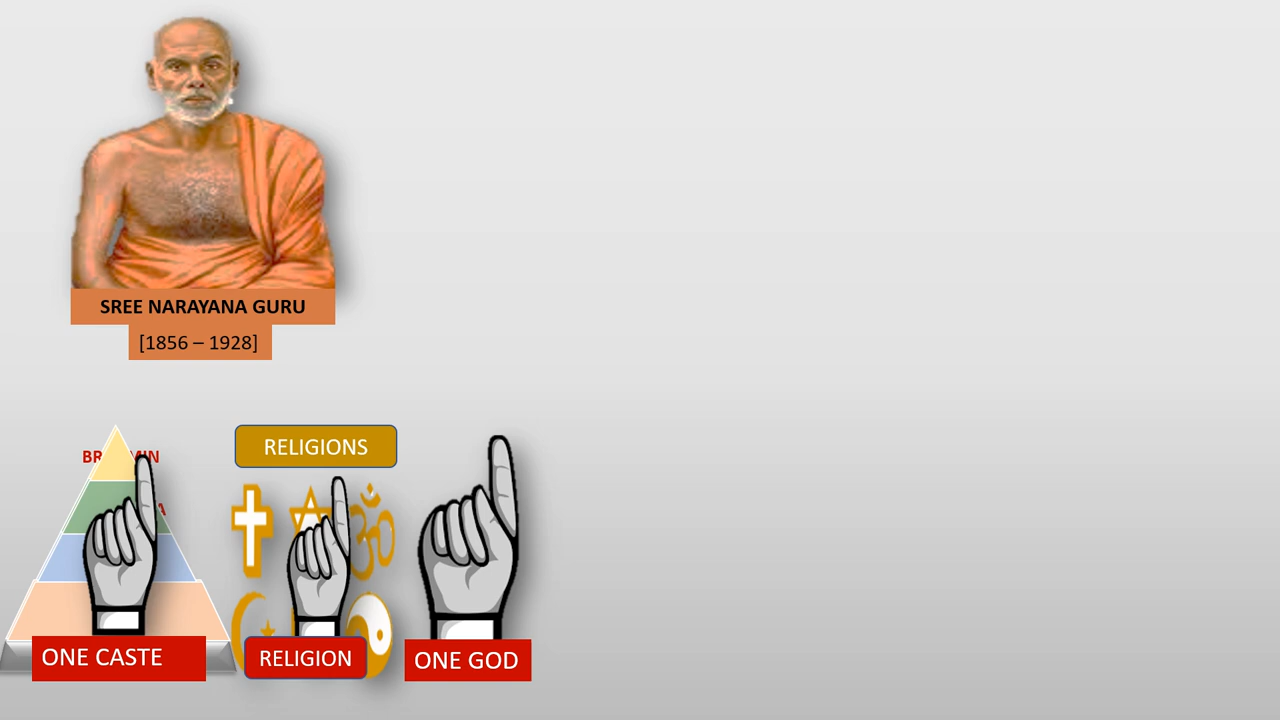 SREE NARAYANA GURU
[1856 – 1928]
RELIGIONS
ONE CASTE
RELIGION
ONE GOD